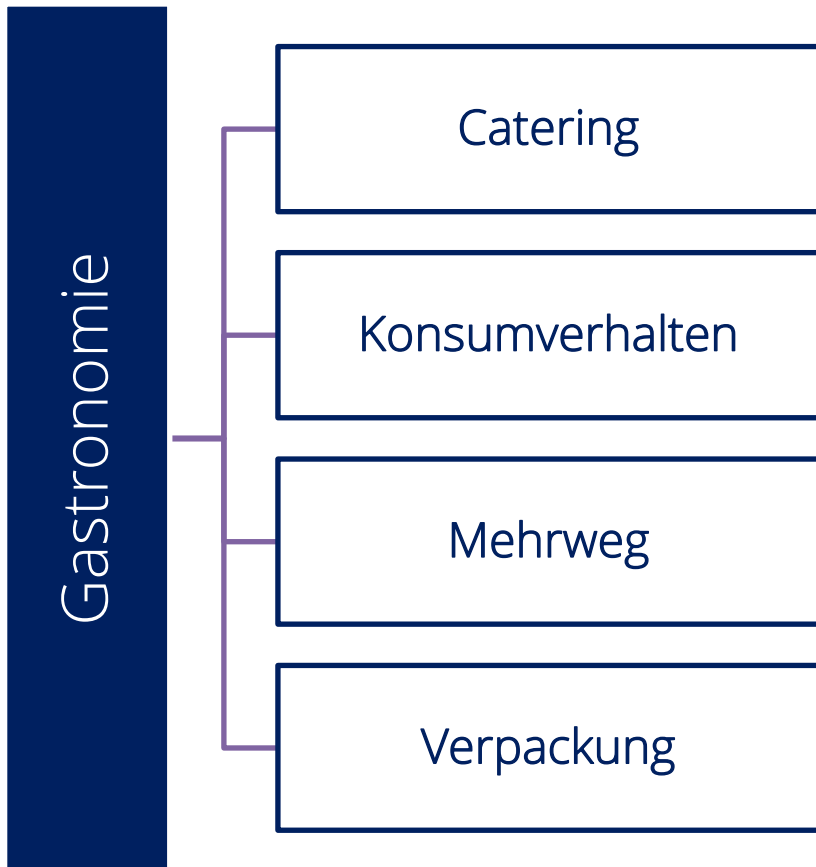 Gastronomie
Catering
Konsumverhalten
Mehrweg
Verpackung